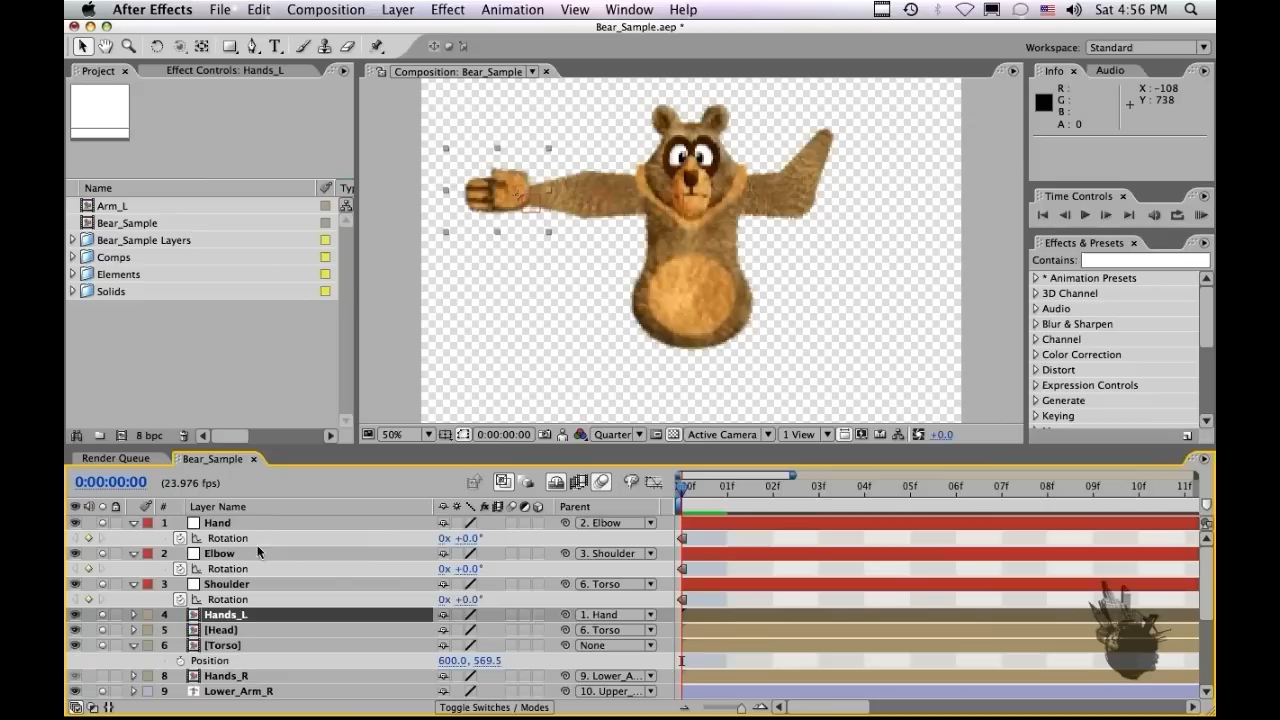 After Effects File Edit Composition Layer Effect Animation View Window Help Sat 4:56 PM
Bear_Sample.aep *
Workspace: Standard
Project × Effect Controls: Hands_L
Composition: Bear_Sample ×
Info × Audio
R :
G :
B :
A : 0
X : -108
Y : 738
Name Typ
Arm_L
Bear_Sample
Bear_Sample Layers
Comps
Elements
Solids
Time Controls ×
Effects & Presets ×
Contains:
* Animation Presets
3D Channel
Audio
Blur & Sharpen
Channel
Color Correction
Distort
Expression Controls
Generate
Keying
8 bpc
50% 0:00:00:00 Quarter Active Camera 1 View +0.0
Render Queue Bear_Sample ×
0:00:00:00 (23.976 fps)
00f 01f 02f 03f 04f 05f 06f 07f 08f 09f 10f 11f
# Layer Name Parent
1 Hand 2. Elbow
Rotation 0x +0.0°
2 Elbow 3. Shoulder
Rotation 0x +0.0°
3 Shoulder 6. Torso
Rotation 0x +0.0°
4 Hands_L 1. Hand
5 [Head] 6. Torso
6 [Torso] None
Position 600.0, 569.5
8 Hands_R 9. Lower_A...
9 Lower_Arm_R 10. Upper_...
Toggle Switches / Modes